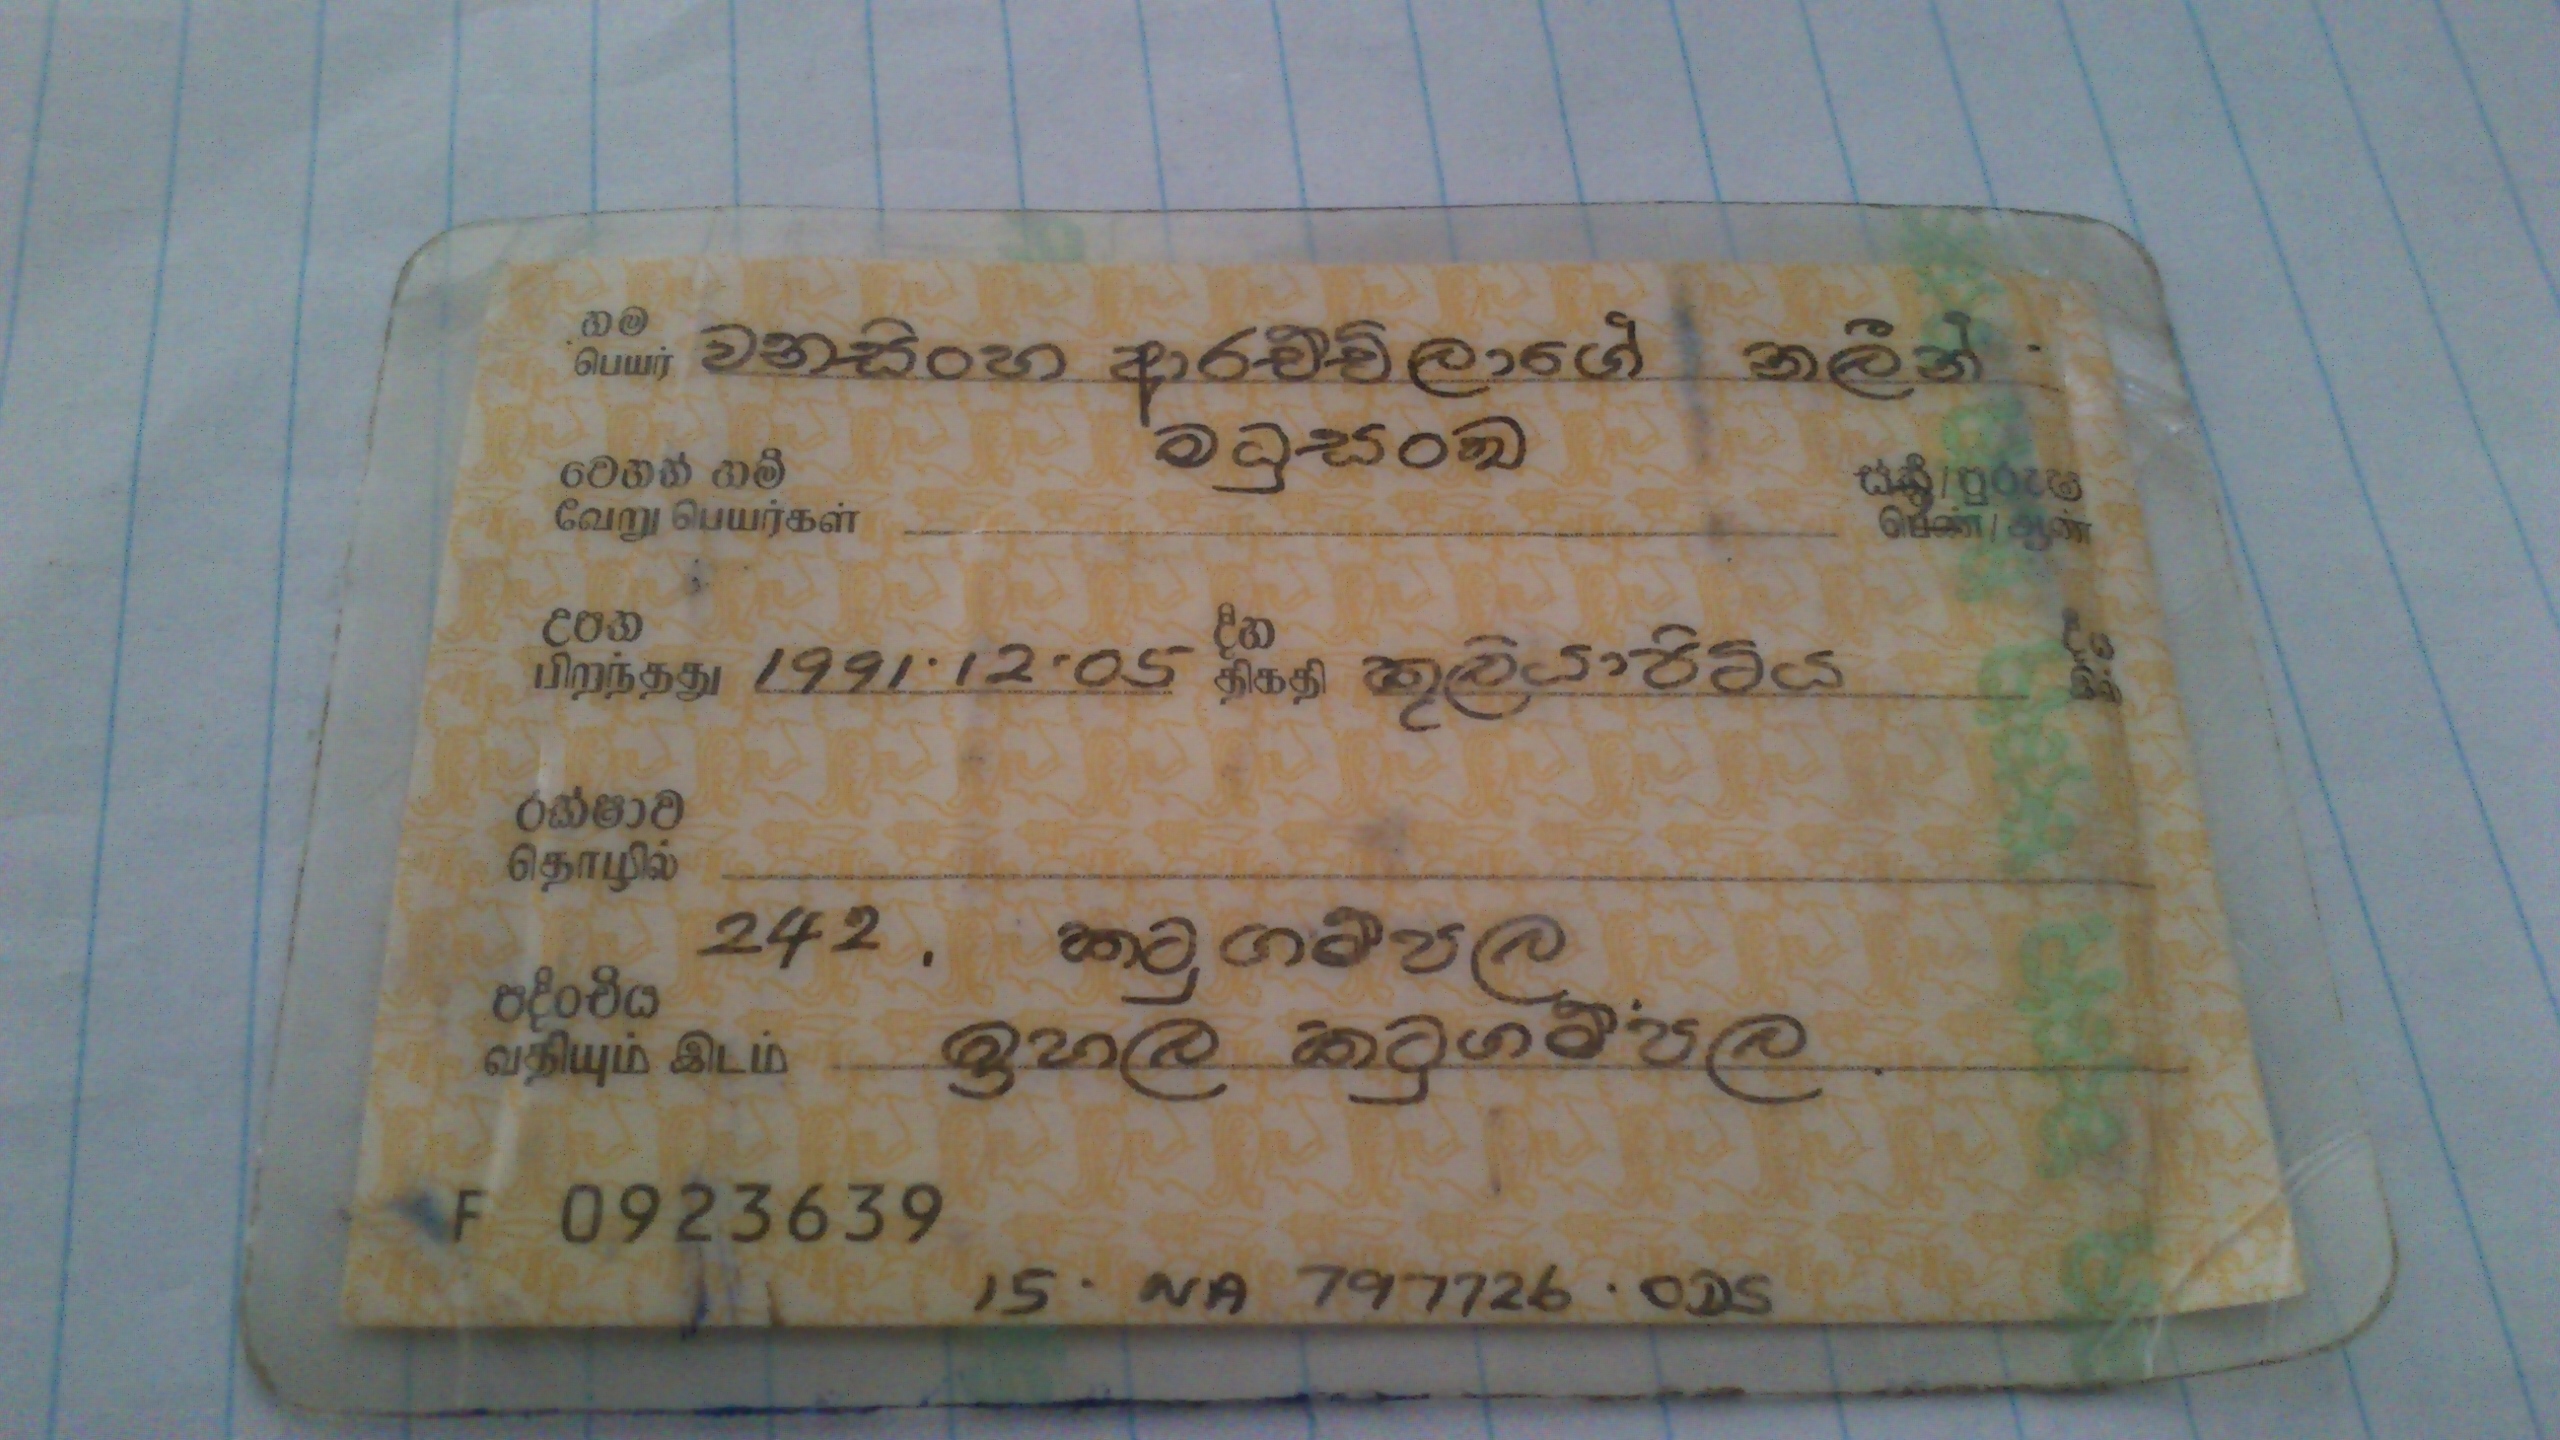 නම
பெயர் වනසිංහ ආරච්චිලාගේ නලීන්
මධුසංඛ
වෙනත් නම්
வேறு பெயர்கள்
ස්ත්‍රී/පුරුෂ
பெண்/ஆண்
උපත
பிறந்தது 1991.12.05
දින
திகதி කුලියාපිටිය
දීය
රක්ෂාව
தொழில்
242. කටුගම්පල
පදිංචිය
வதியும் இடம் ඉහල කටුගම්පල.
F 0923639
15. NA 797726.ODS